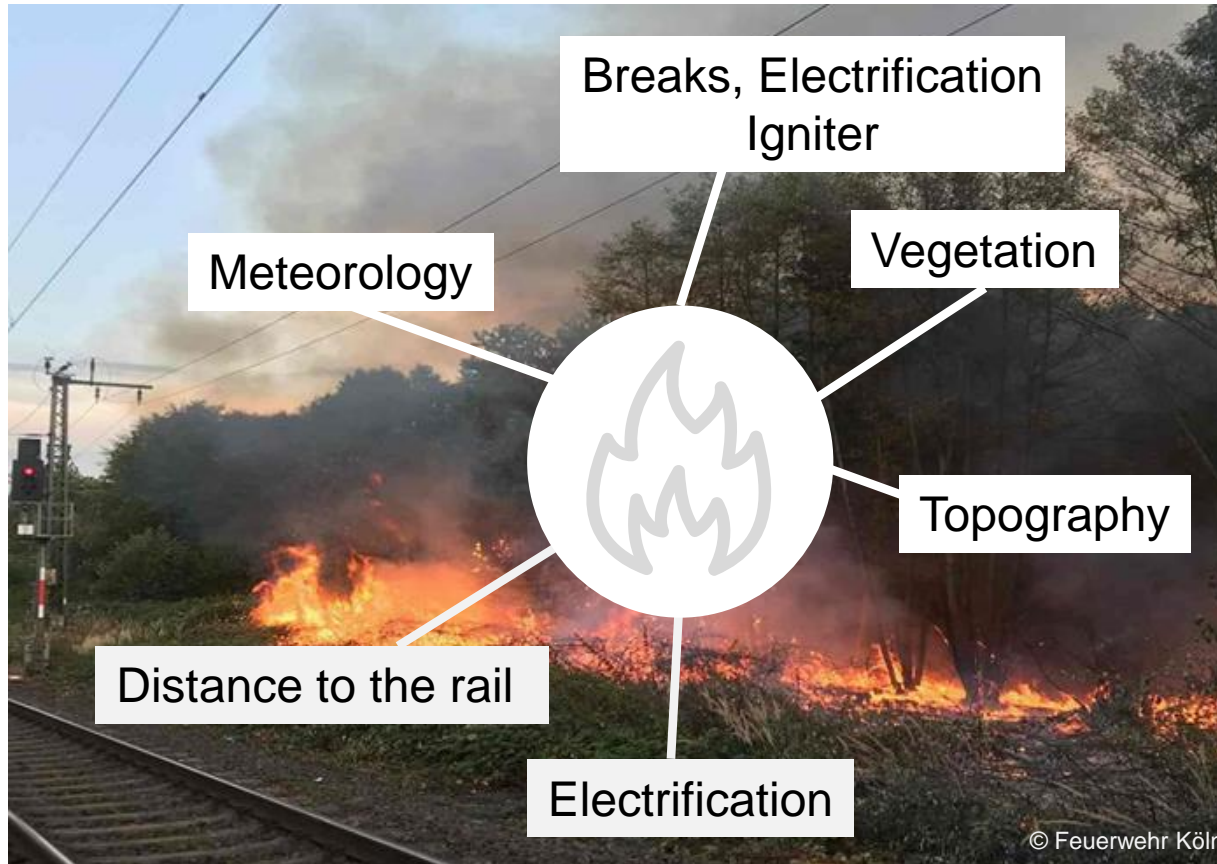 Breaks, Electrification
Igniter
Vegetation
Meteorology
Topography
Distance to the rail
Electrification
© Feuerwehr Köln